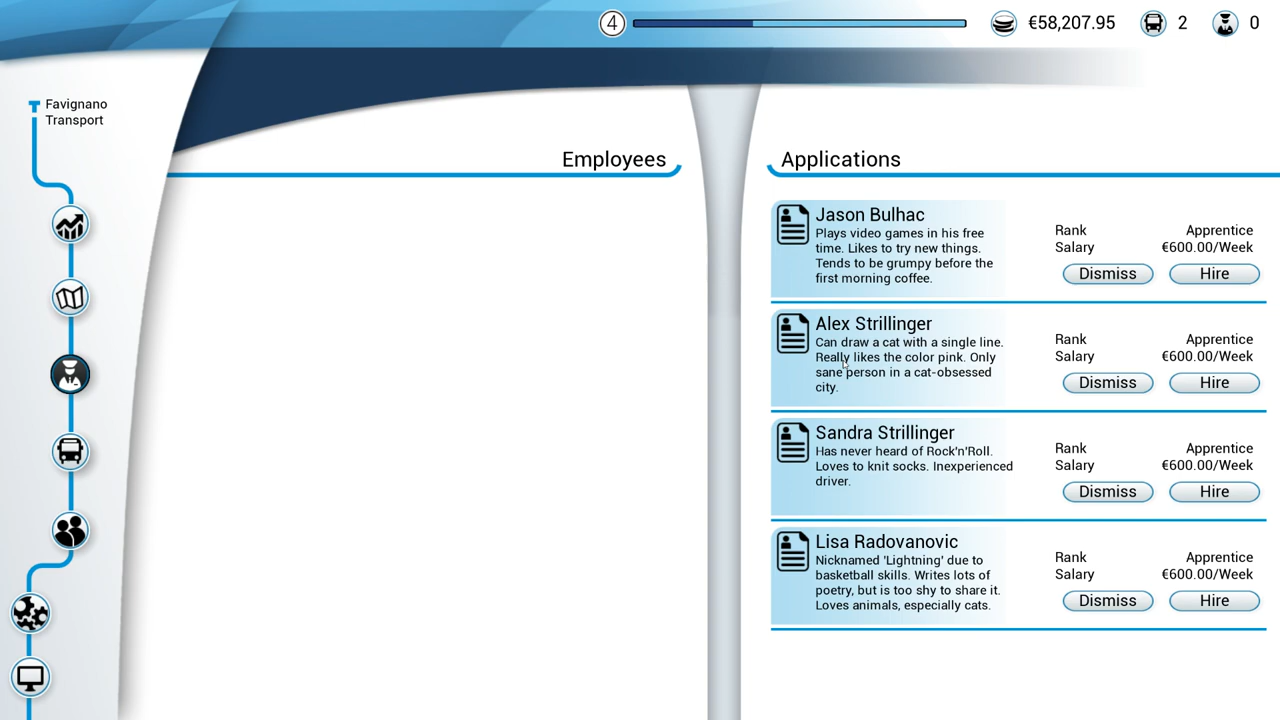 4
€58,207.95
2
0
Favignano
Transport
Employees
Applications
Jason Bulhac
Plays video games in his free
time. Likes to try new things.
Tends to be grumpy before the
first morning coffee.
Rank Apprentice
Salary €600.00/Week
Dismiss Hire
Alex Strillinger
Can draw a cat with a single line.
Really likes the color pink. Only
sane person in a cat-obsessed
city.
Rank Apprentice
Salary €600.00/Week
Dismiss Hire
Sandra Strillinger
Has never heard of Rock'n'Roll.
Loves to knit socks. Inexperienced
driver.
Rank Apprentice
Salary €600.00/Week
Dismiss Hire
Lisa Radovanovic
Nicknamed 'Lightning' due to
basketball skills. Writes lots of
poetry, but is too shy to share it.
Loves animals, especially cats.
Rank Apprentice
Salary €600.00/Week
Dismiss Hire